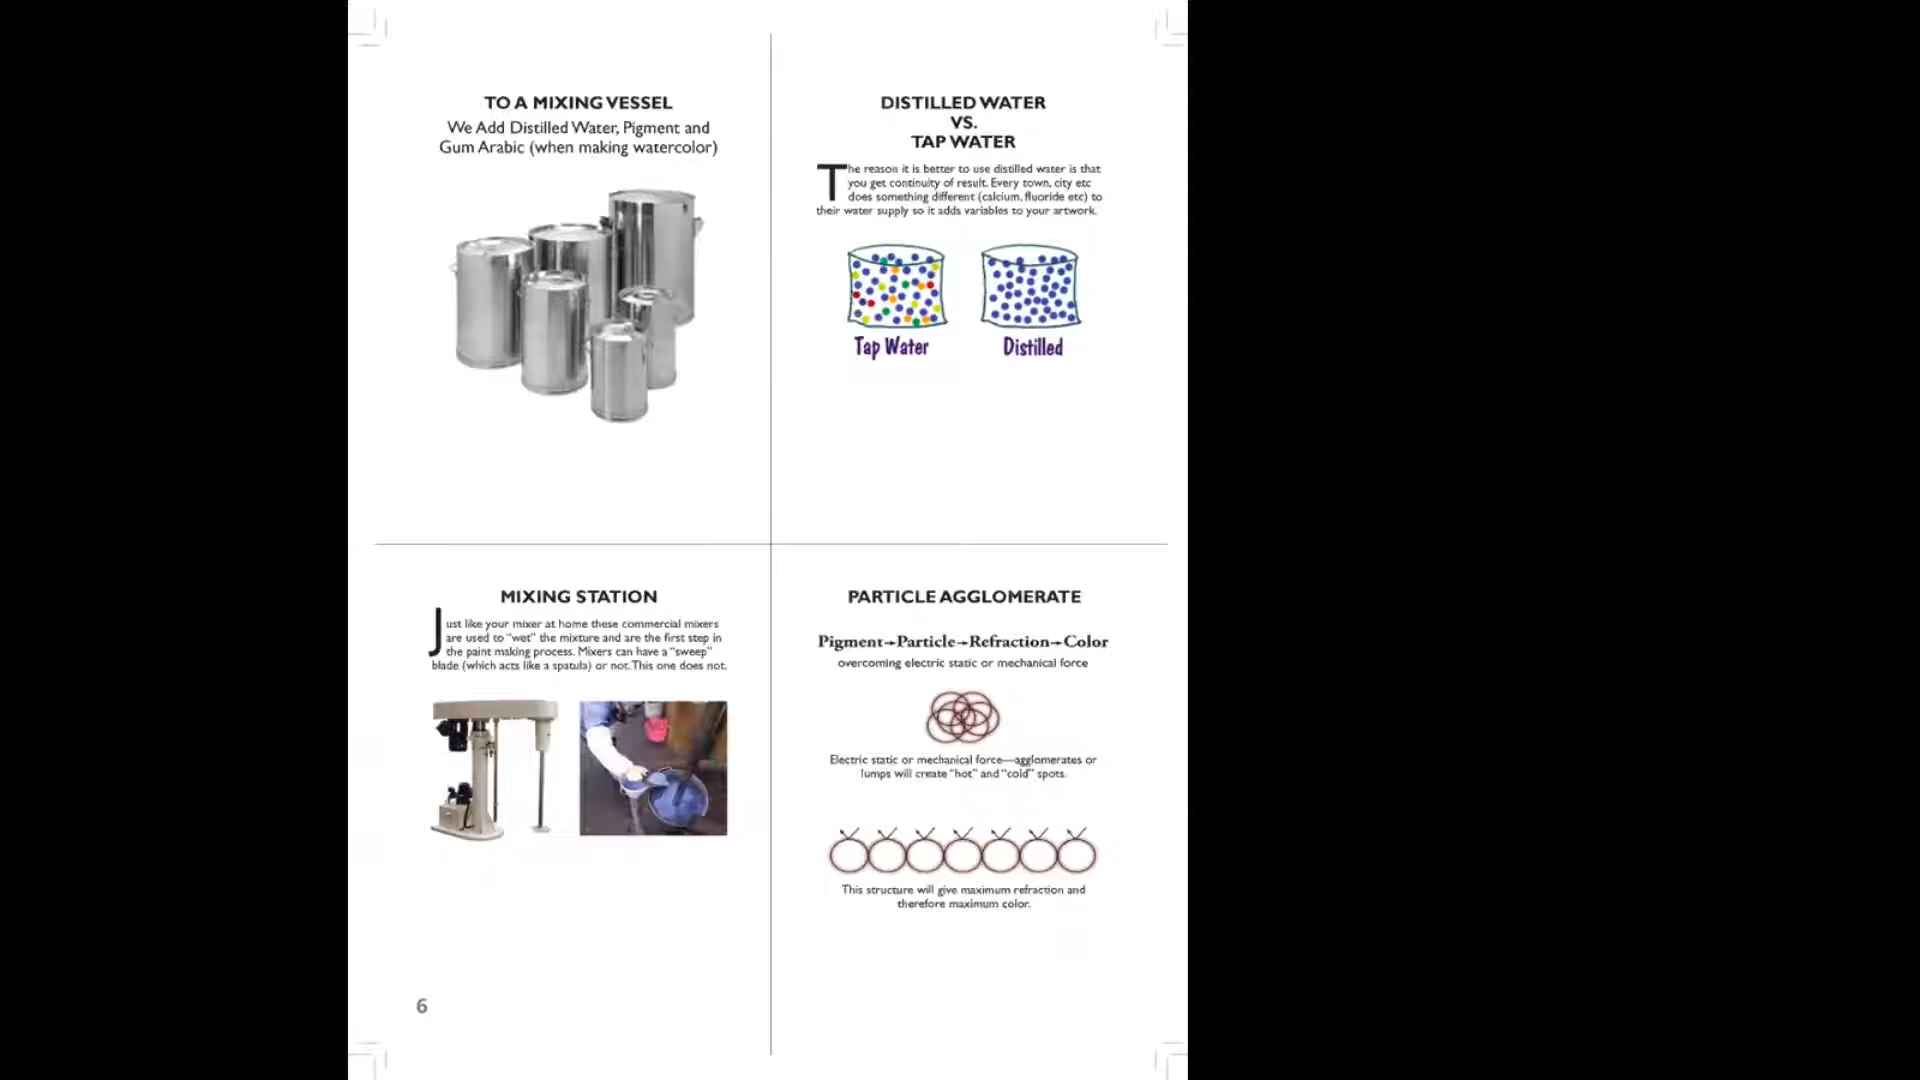 TO A MIXING VESSEL
We Add Distilled Water, Pigment and
Gum Arabic (when making watercolor)
DISTILLED WATER
VS.
TAP WATER
The reason it is better to use distilled water is that
you get continuity of result. Every town, city etc
does something different (calcium, fluoride etc) to
their water supply so it adds variables to your artwork.
Tap Water
Distilled
MIXING STATION
Just like your mixer at home these commercial mixers
are used to “wet” the mixture and are the first step in
the paint making process. Mixers can have a “sweep”
blade (which acts like a spatula) or not. This one does not.
PARTICLE AGGLOMERATE
Pigment→Particle→Refraction→Color
overcoming electric static or mechanical force
Electric static or mechanical force—agglomerates or
lumps will create “hot” and “cold” spots.
This structure will give maximum refraction and
therefore maximum color.
6